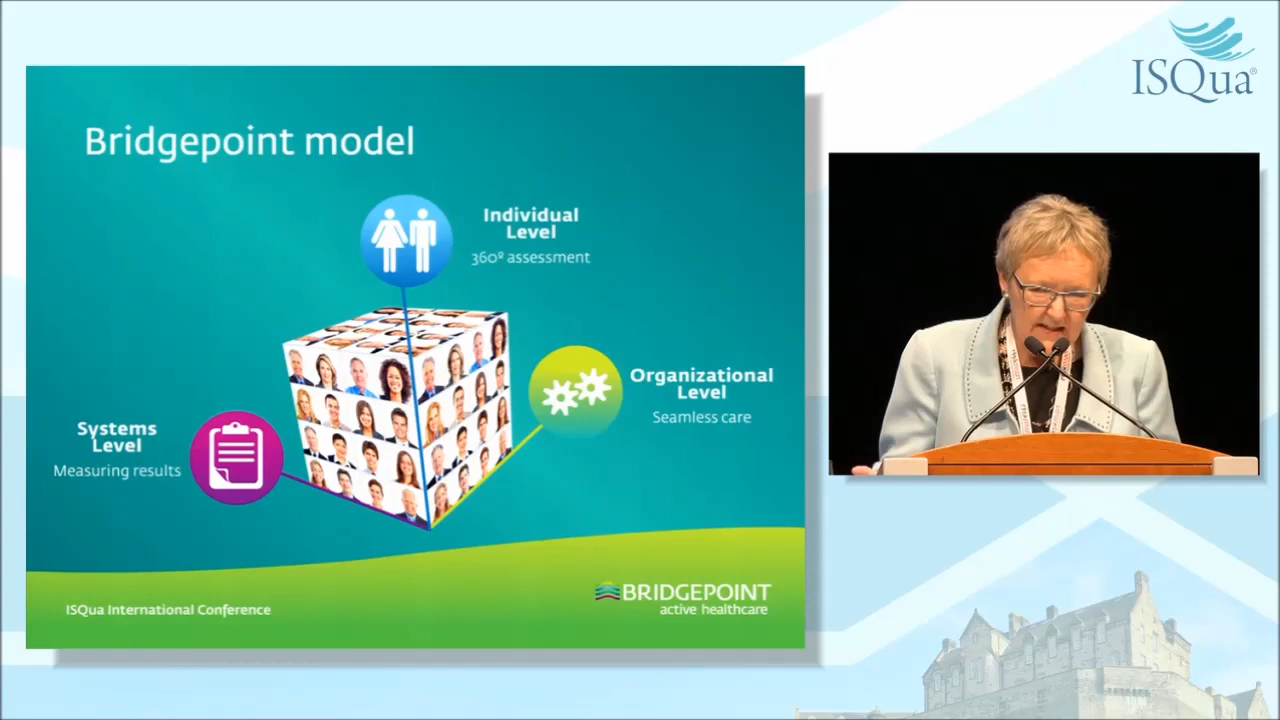 ISQua®
Bridgepoint model
Individual
Level
360º assessment
Organizational
Level
Seamless care
Systems
Level
Measuring results
ISQua International Conference
BRIDGEPOINT
active healthcare